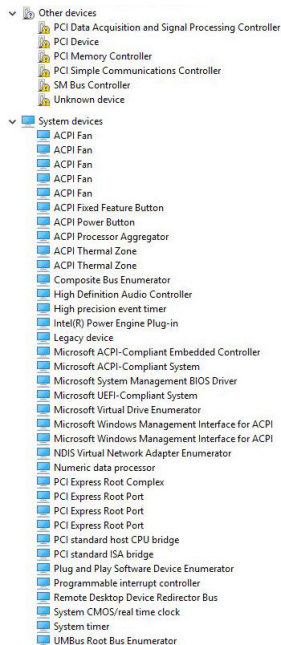 Other devices
PCI Data Acquisition and Signal Processing Controller
PCI Device
PCI Memory Controller
PCI Simple Communications Controller
SM Bus Controller
Unknown device
System devices
ACPI Fan
ACPI Fan
ACPI Fan
ACPI Fan
ACPI Fan
ACPI Fixed Feature Button
ACPI Power Button
ACPI Processor Aggregator
ACPI Thermal Zone
ACPI Thermal Zone
Composite Bus Enumerator
High Definition Audio Controller
High precision event timer
Intel(R) Power Engine Plug-in
Legacy device
Microsoft ACPI-Compliant Embedded Controller
Microsoft ACPI-Compliant System
Microsoft System Management BIOS Driver
Microsoft UEFI-Compliant System
Microsoft Virtual Drive Enumerator
Microsoft Windows Management Interface for ACPI
Microsoft Windows Management Interface for ACPI
NDIS Virtual Network Adapter Enumerator
Numeric data processor
PCI Express Root Complex
PCI Express Root Port
PCI Express Root Port
PCI Express Root Port
PCI standard host CPU bridge
PCI standard ISA bridge
Plug and Play Software Device Enumerator
Programmable interrupt controller
Remote Desktop Device Redirector Bus
System CMOS/real time clock
System timer
UMBus Root Bus Enumerator